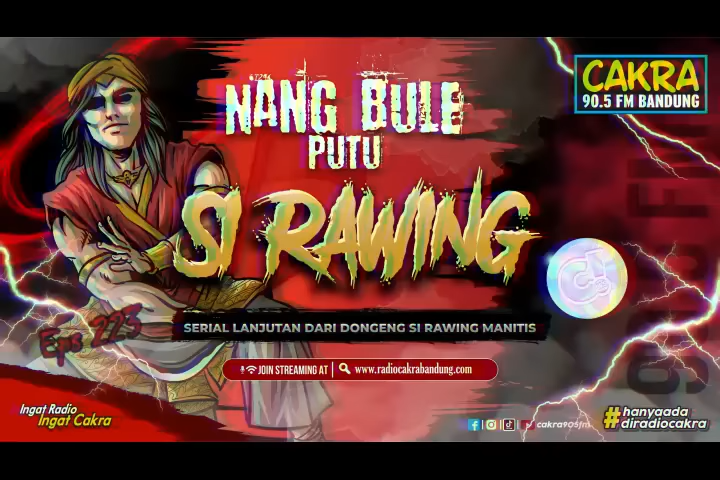 NANG BULE
PUTU
SI RAWING
SERIAL LANJUTAN DARI DONGENG SI RAWING MANITIS
JOIN STREAMING AT | www.radiocakrabandung.com
CAKRA
90.5 FM BANDUNG
Eps 223
Ingat Radio
Ingat Cakra
cakra905fm
#hanyaada
diradiocakra